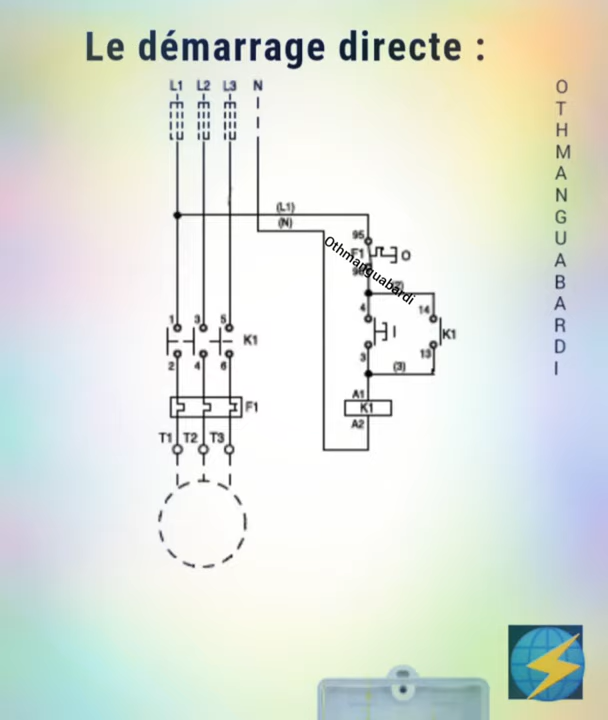 Le démarrage directe :
L1 L2 L3 N
OTHMANGUABARDI
(L1)
(N)
95
F1 O
Othmanguabardi
4 14
I K1
3 13
(3)
1 3 5
K1
2 4 6
A1
K1
A2
F1
T1 T2 T3